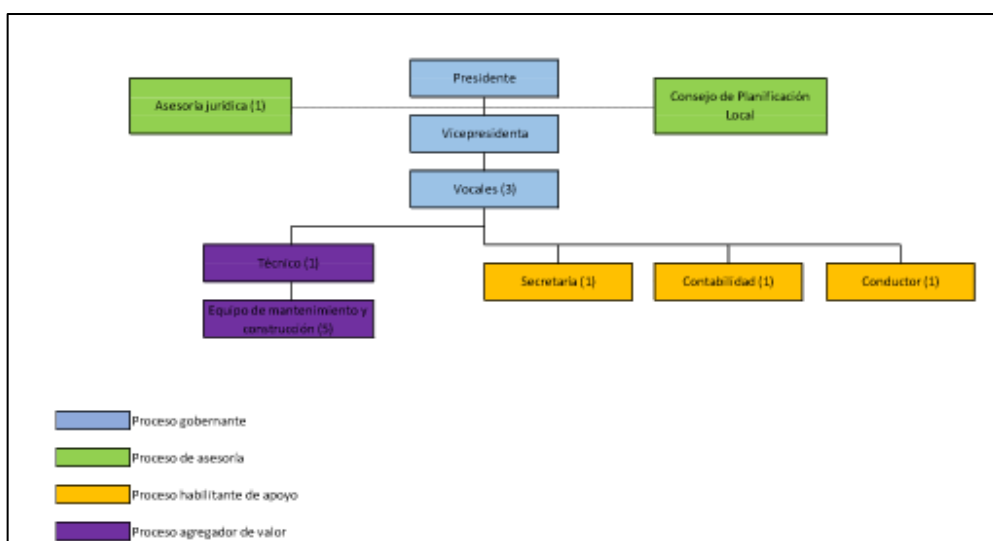 Presidente
Asesoría jurídica (1)
Consejo de Planificación
Local
Vicepresidenta
Vocales (3)
Técnico (1)
Secretaría (1)
Contabilidad (1)
Conductor (1)
Equipo de mantenimiento y
construcción (5)
Proceso gobernante
Proceso de asesoría
Proceso habilitante de apoyo
Proceso agregador de valor